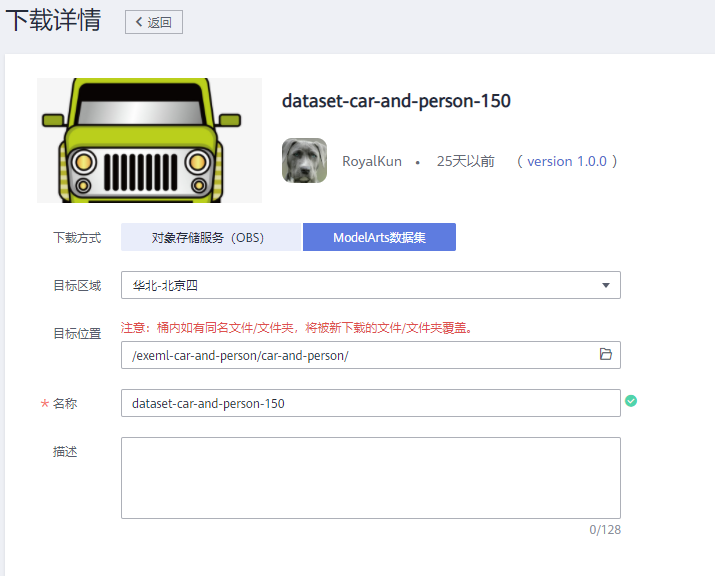 下载详情 返回
dataset-car-and-person-150
RoyalKun • 25天以前 ( version 1.0.0 )
下载方式 对象存储服务（OBS） ModelArts数据集
目标区域 华北-北京四
目标位置 注意：桶内如有同名文件/文件夹，将被新下载的文件/文件夹覆盖。
/exeml-car-and-person/car-and-person/
* 名称 dataset-car-and-person-150
描述
0/128